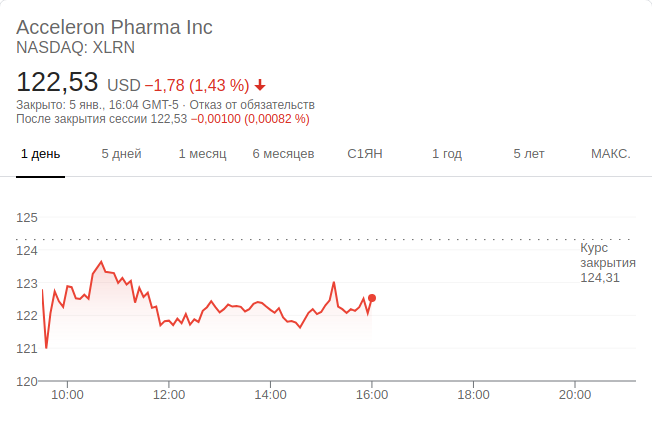 Acceleron Pharma Inc
NASDAQ: XLRN
122,53 USD −1,78 (1,43 %)
Закрыто: 5 янв., 16:04 GMT-5 · Отказ от обязательств
После закрытия сессии 122,53 −0,00100 (0,00082 %)
1 день 5 дней 1 месяц 6 месяцев С1ЯН 1 год 5 лет МАКС.
125
124
123
122
121
120
Курс
закрытия
124,31
10:00 12:00 14:00 16:00 18:00 20:00